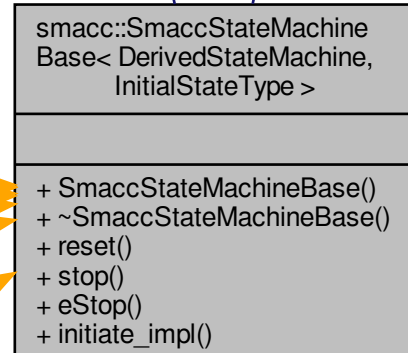 smacc::SmaccStateMachine
Base< DerivedStateMachine,
InitialStateType >
+ SmaccStateMachineBase()
+ ~SmaccStateMachineBase()
+ reset()
+ stop()
+ eStop()
+ initiate_impl()